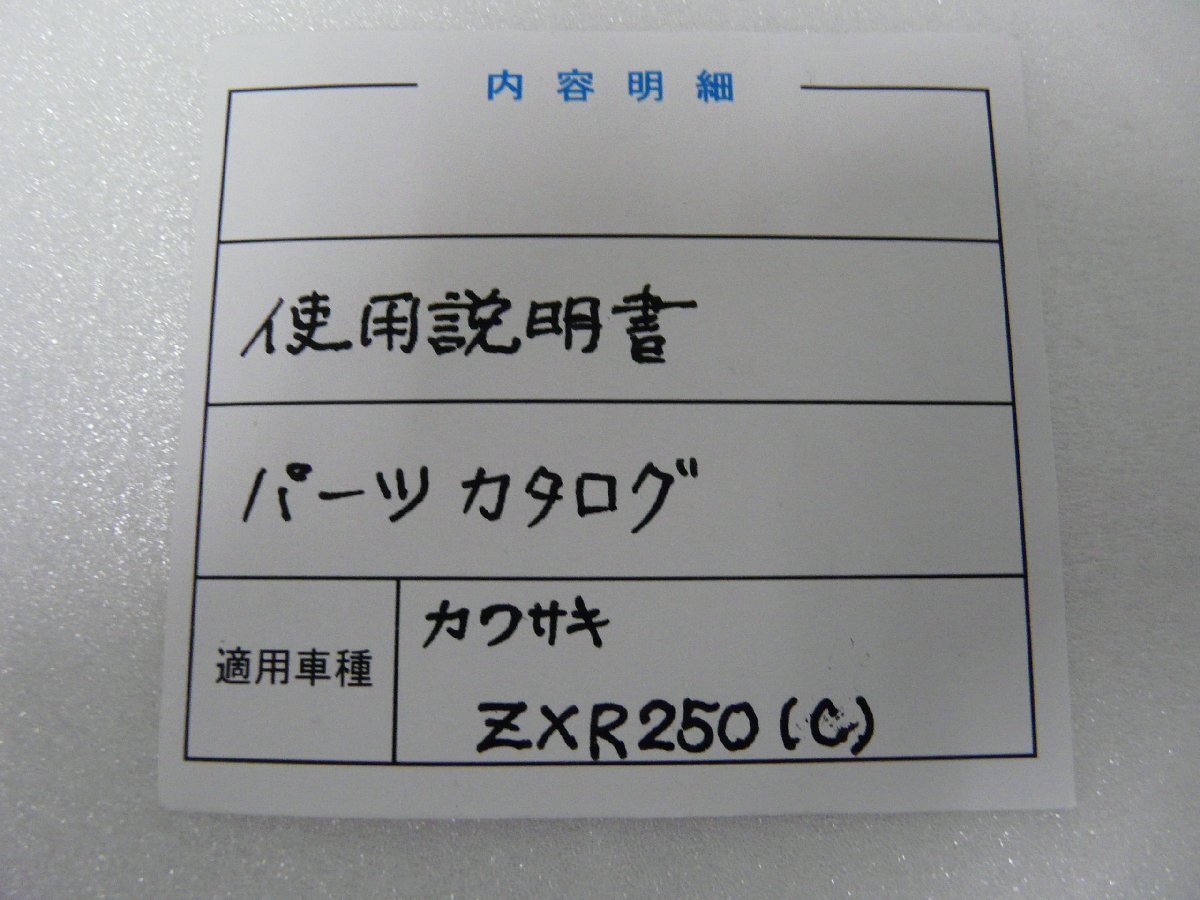 内容明細
使用説明書
パーツカタログ
適用車種
カワサキ
ZXR250(C)